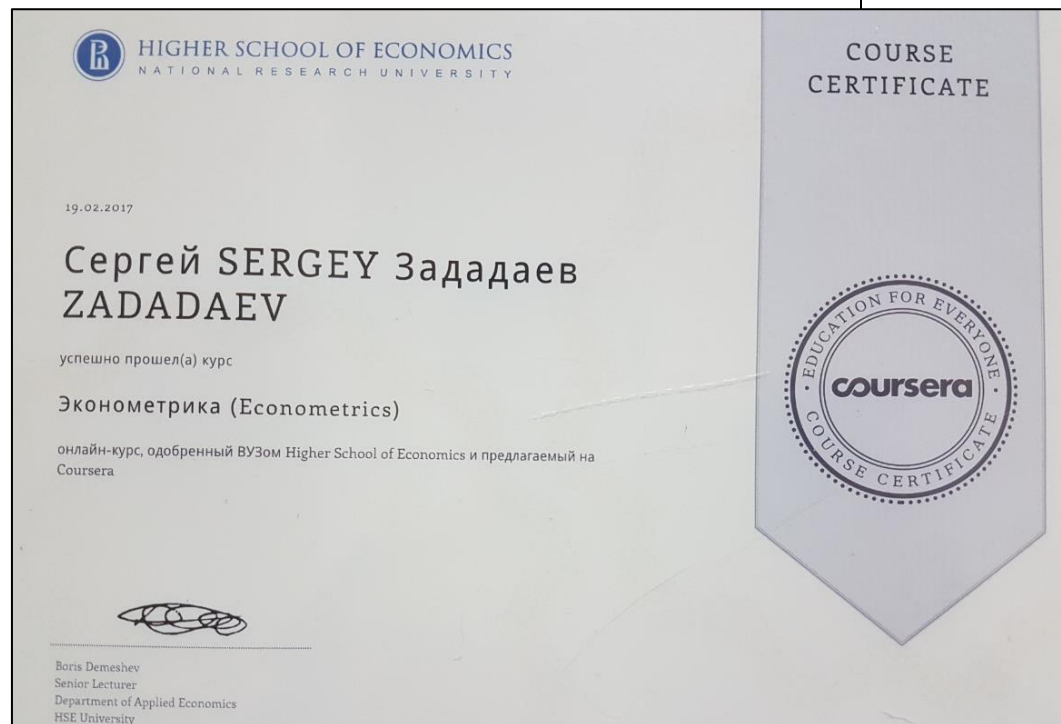 HIGHER SCHOOL OF ECONOMICS
NATIONAL RESEARCH UNIVERSITY
COURSE
CERTIFICATE
19.02.2017
Сергей SERGEY Зададаев
ZADADAEV
успешно прошел(а) курс
Эконометрика (Econometrics)
онлайн-курс, одобренный ВУЗом Higher School of Economics и предлагаемый на
Coursera
EDUCATION FOR EVERYONE
coursera
COURSE CERTIFICATE
Boris Demeshev
Senior Lecturer
Department of Applied Economics
HSE University